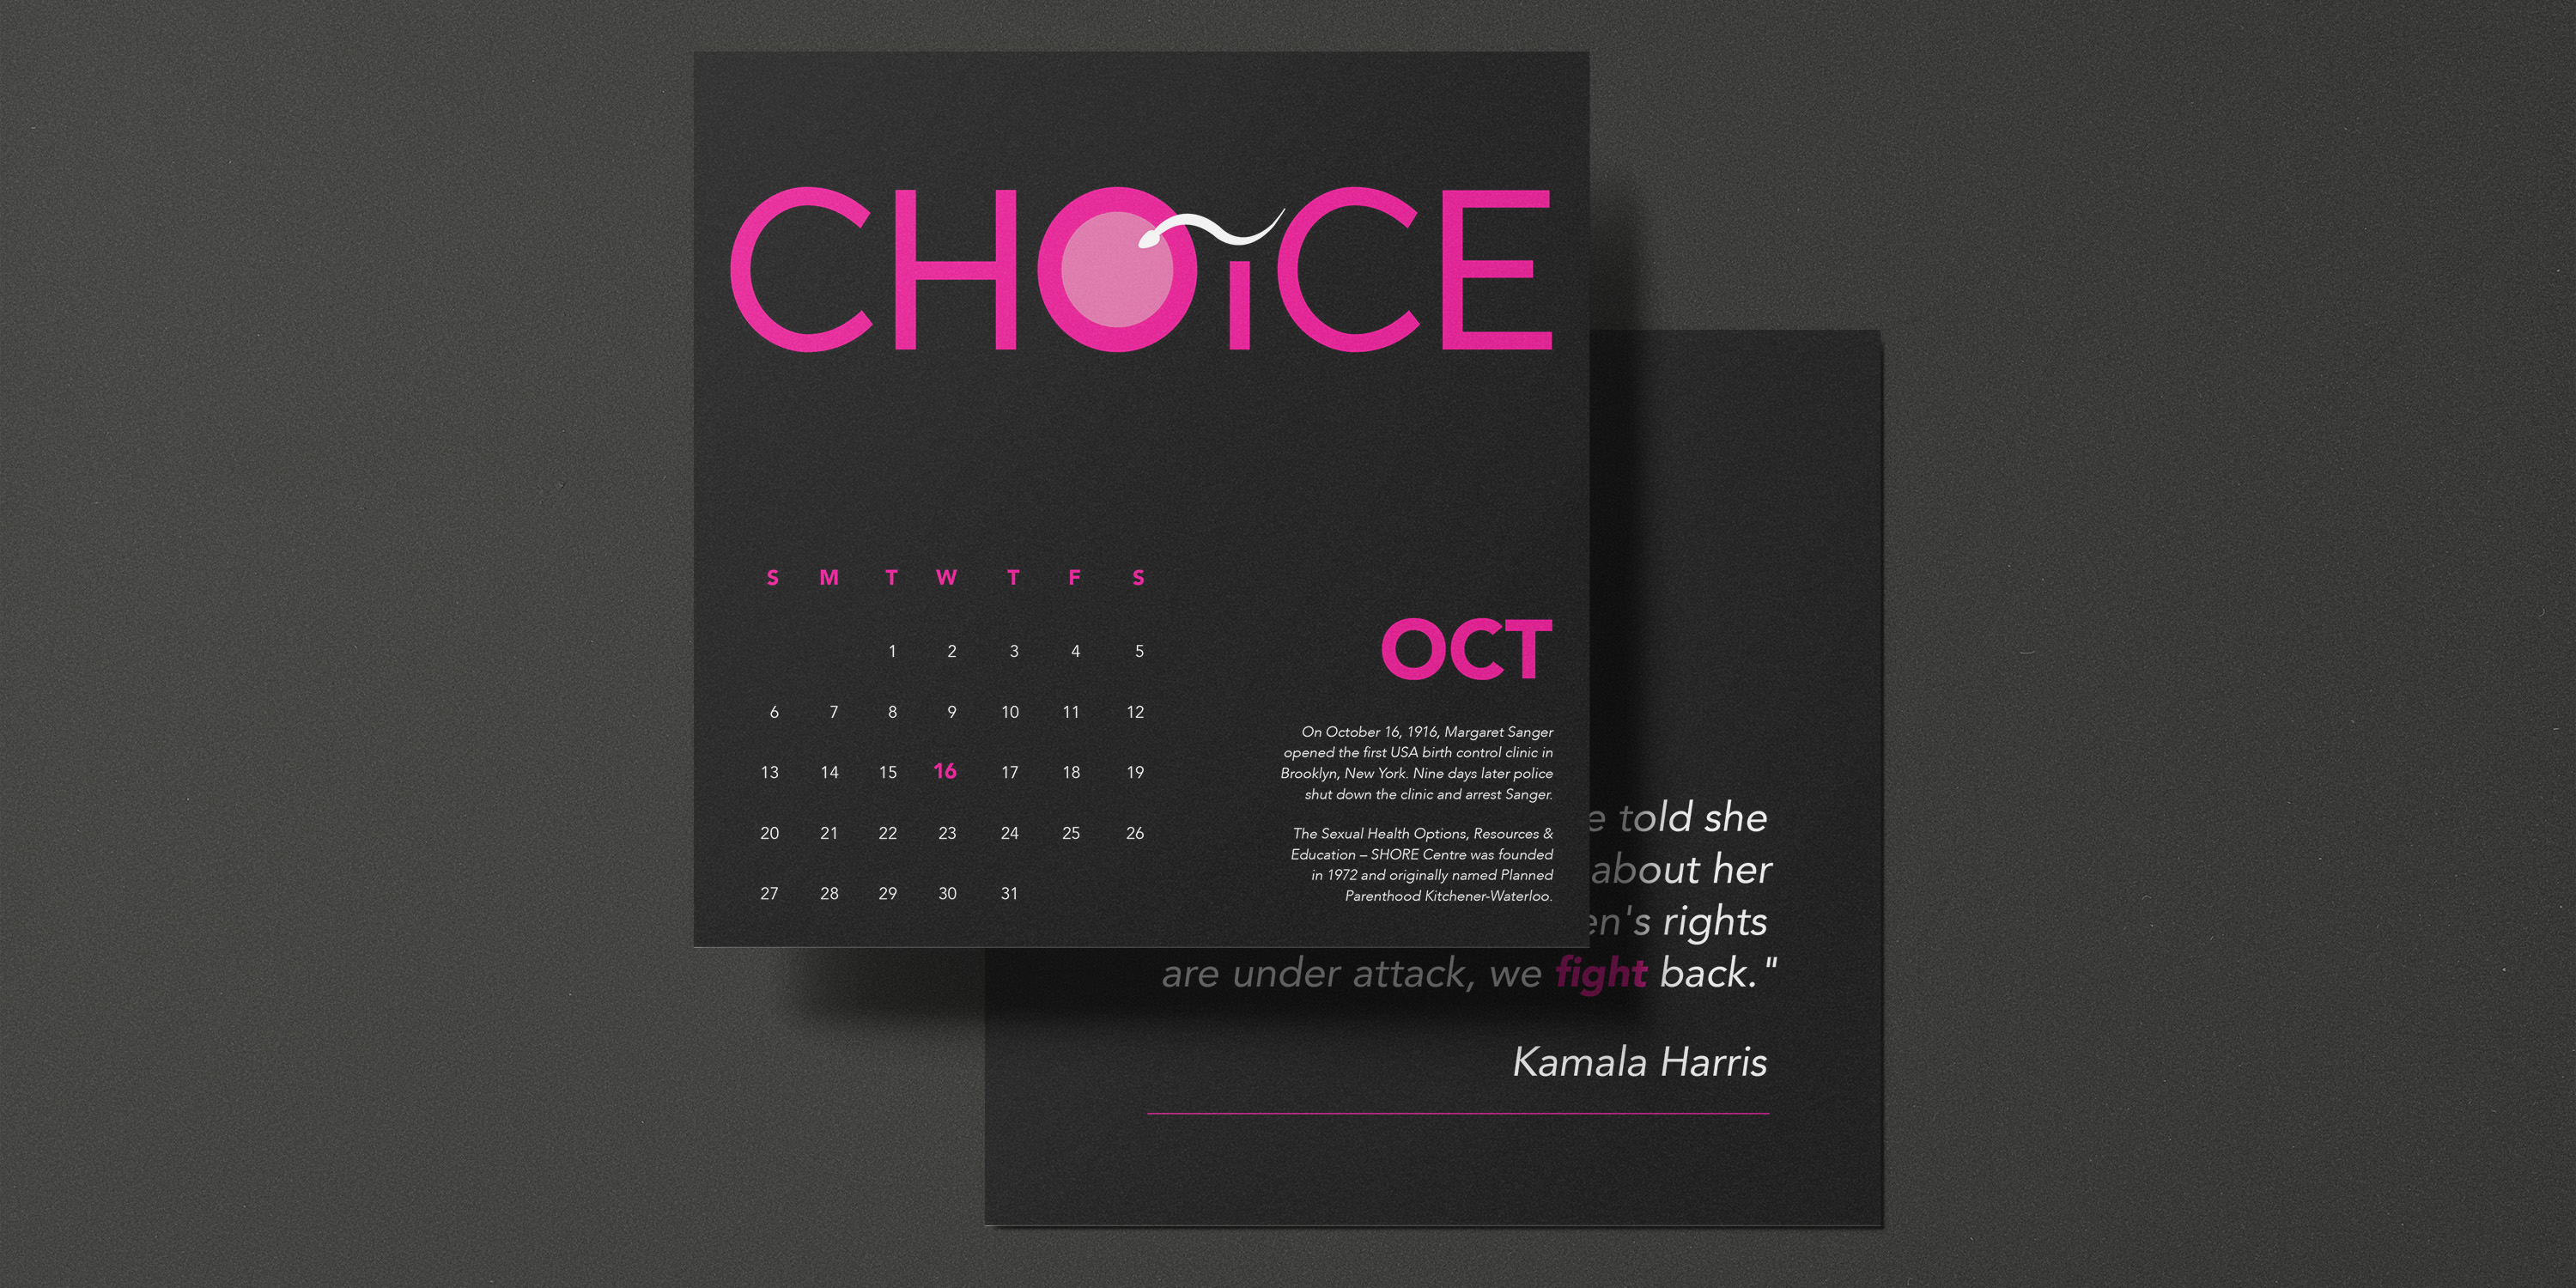 CHOiCE
S M T W T F S
1 2 3 4 5
6 7 8 9 10 11 12
13 14 15 16 17 18 19
20 21 22 23 24 25 26
27 28 29 30 31
OCT
On October 16, 1916, Margaret Sanger
opened the first USA birth control clinic in
Brooklyn, New York. Nine days later police
shut down the clinic and arrest Sanger.
The Sexual Health Options, Resources &
Education – SHORE Centre was founded
in 1972 and originally named Planned
Parenthood Kitchener-Waterloo.
told she
about her
rights
are under attack, we fight back."
Kamala Harris